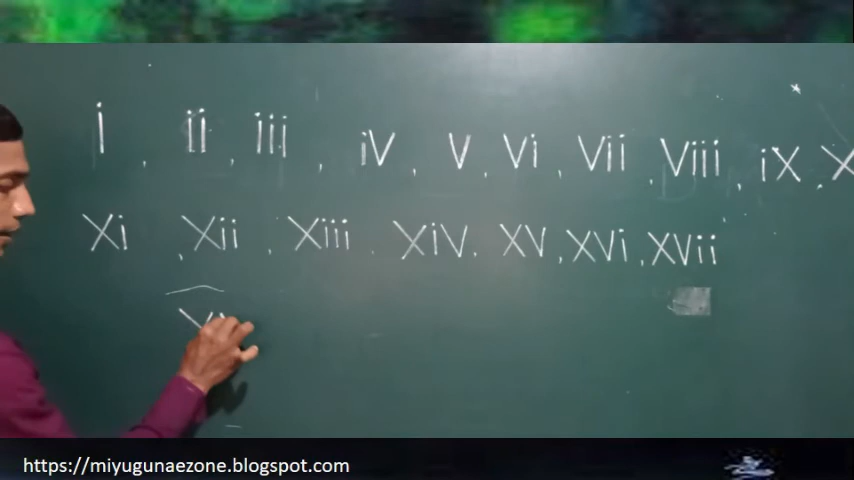 i , ii , iii , iV , V , Vi , Vii , Viii , iX , X
Xi , Xii , Xiii . XiV . XV , XVi , XVii
https://miyugunaezone.blogspot.com